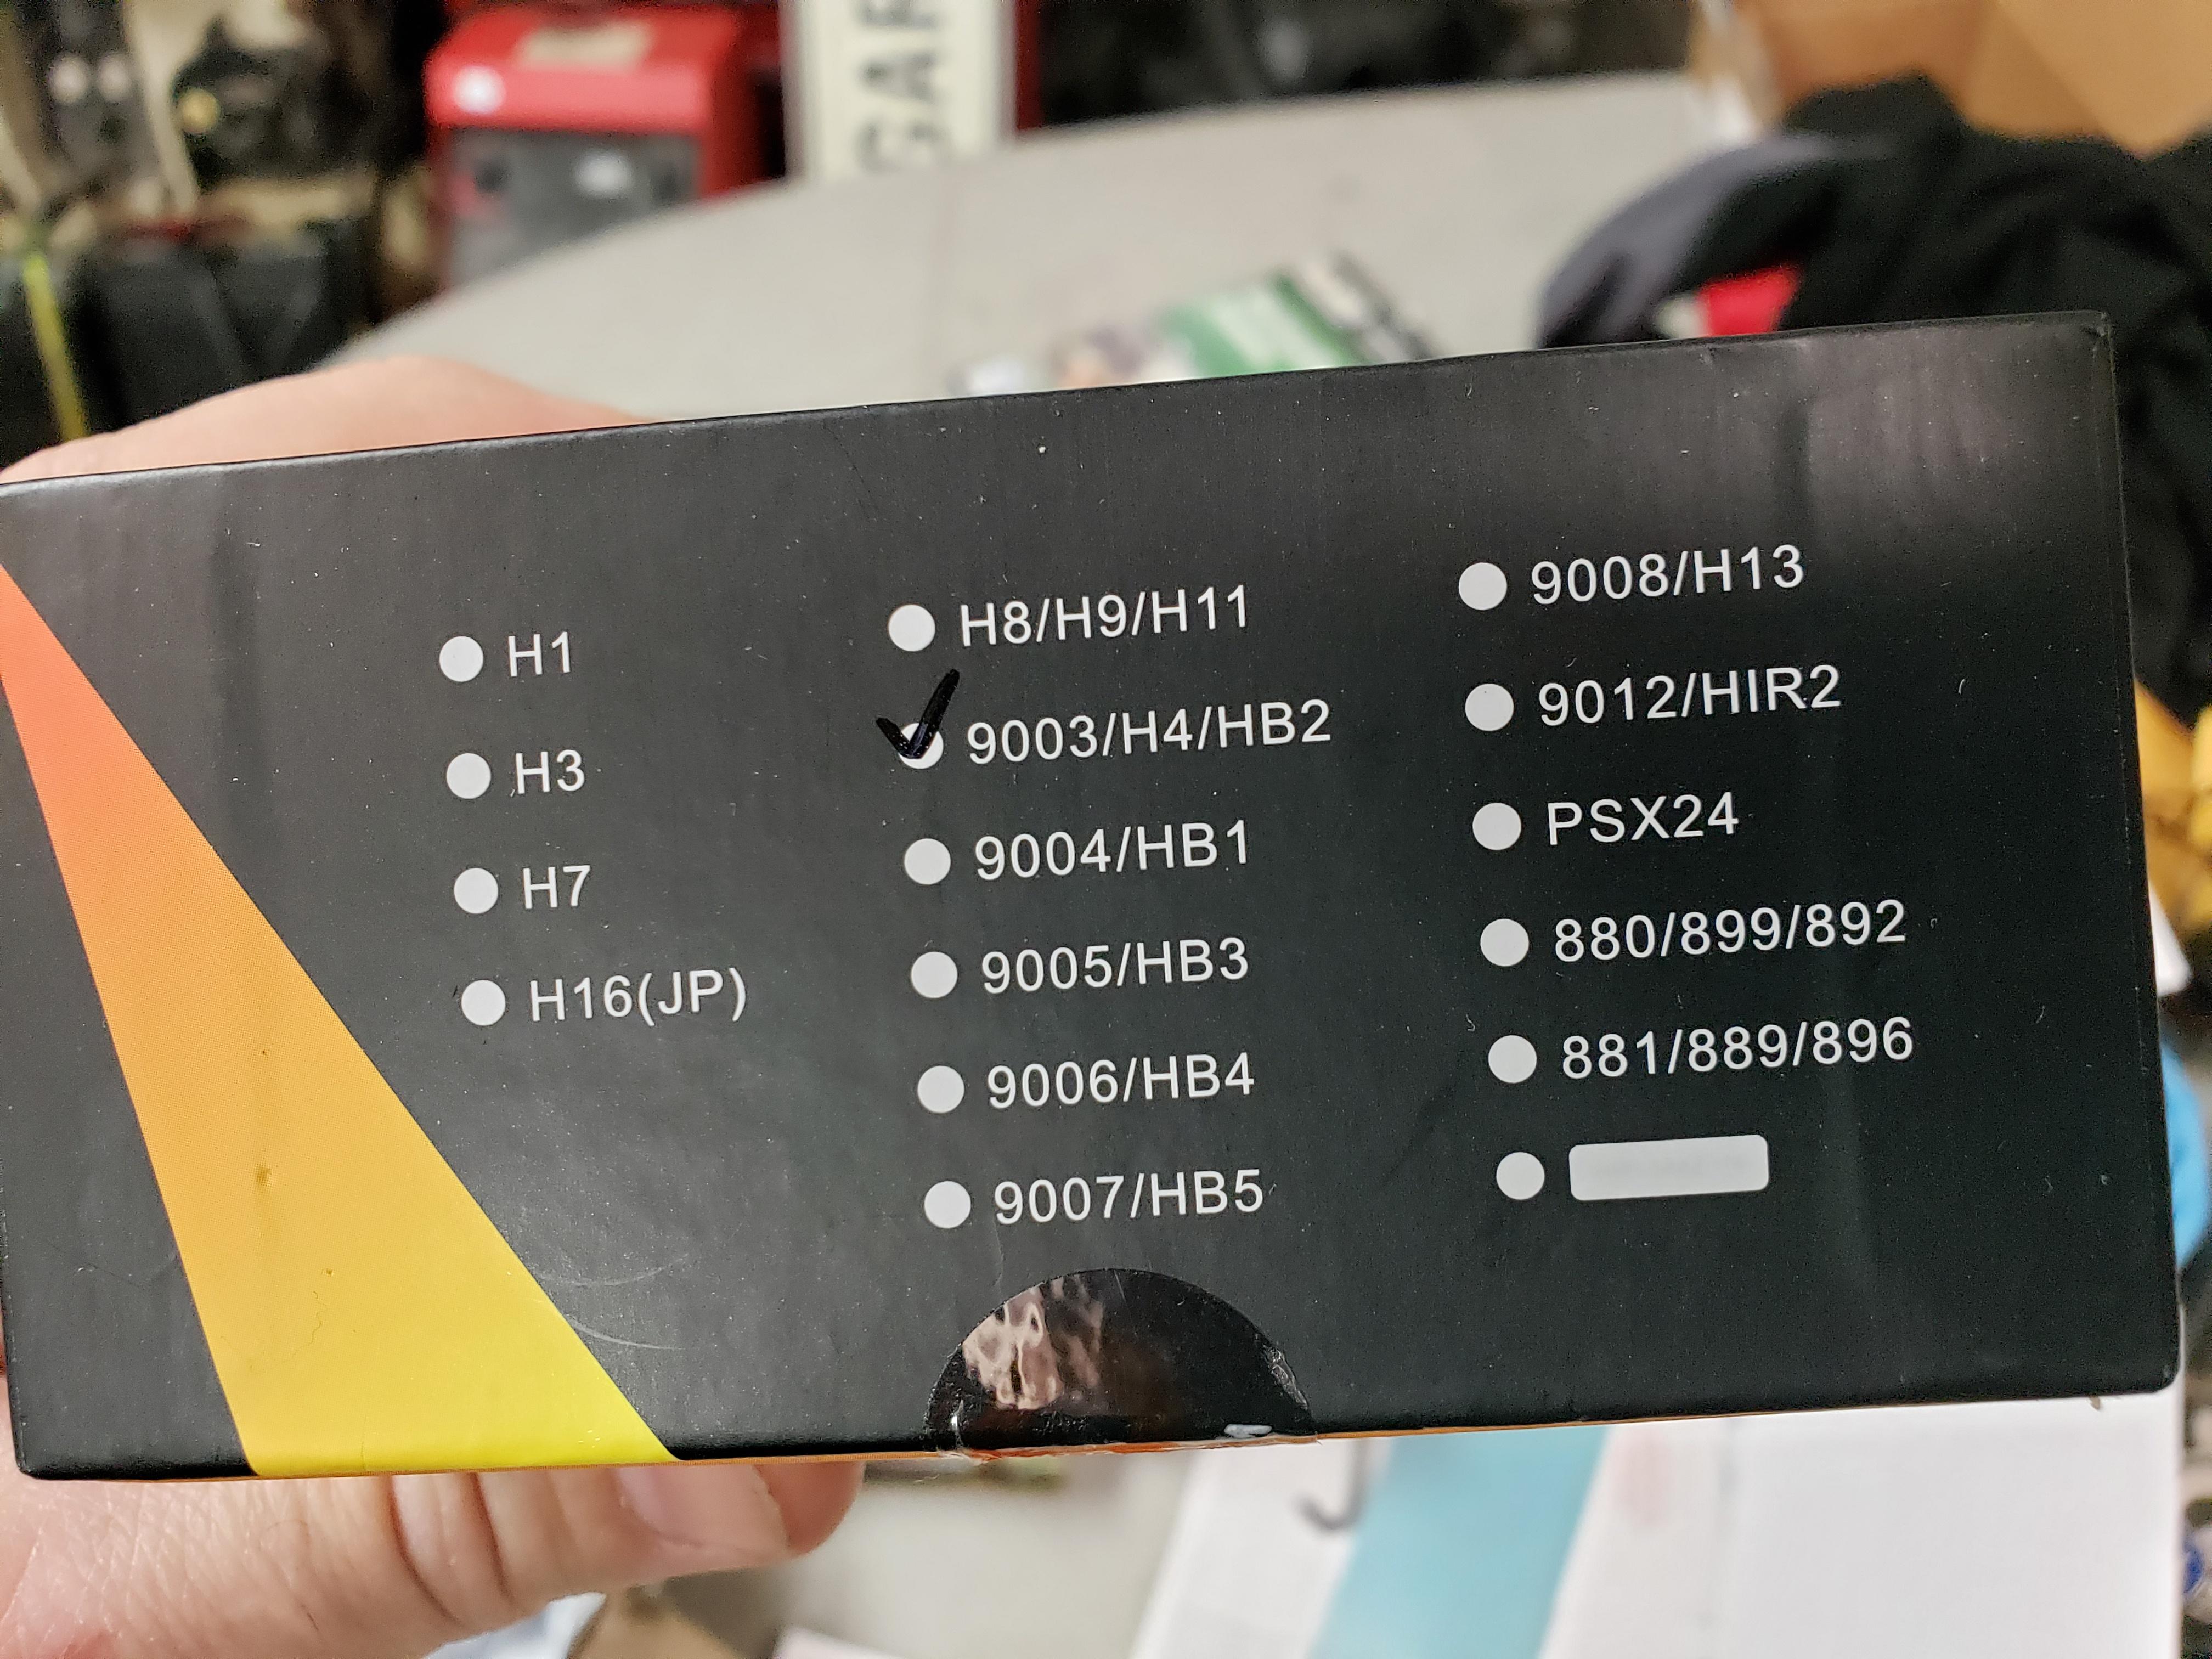 GAR
H1
H3
H7
H16(JP)
H8/H9/H11
9003/H4/HB2
9004/HB1
9005/HB3
9006/HB4
9007/HB5
9008/H13
9012/HIR2
PSX24
880/899/892
881/889/896